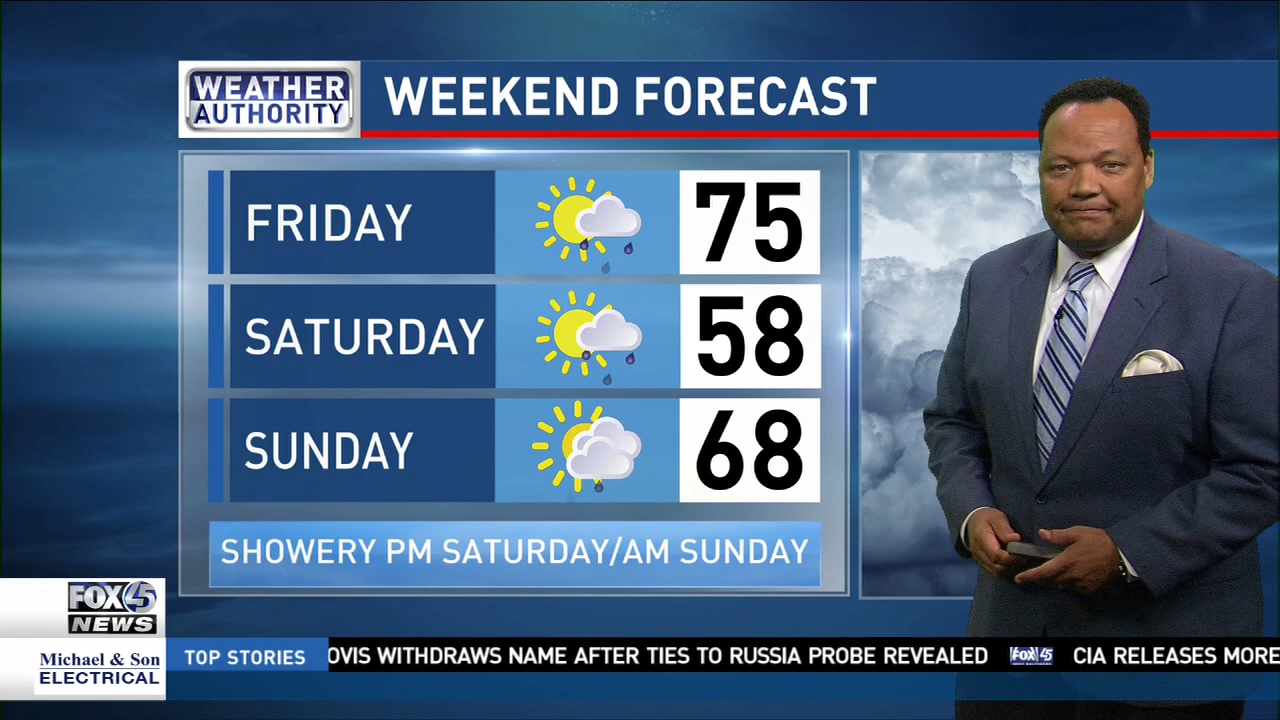 WEATHER
AUTHORITY
WEEKEND FORECAST
FRIDAY 75
SATURDAY 58
SUNDAY 68
SHOWERY PM SATURDAY/AM SUNDAY
FOX 45
NEWS
Michael & Son
ELECTRICAL
TOP STORIES OVIS WITHDRAWS NAME AFTER TIES TO RUSSIA PROBE REVEALED FOX 45 CIA RELEASES MORE